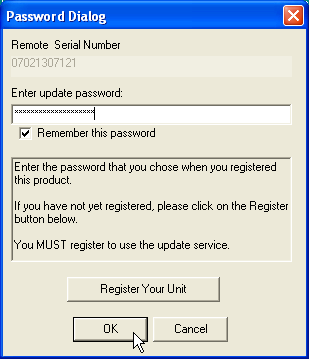 Password Dialog
Remote Serial Number
07021307121
Enter update password:
xxxxxxxxxxxxxxxxxxxx
Remember this password
Enter the password that you chose when you registered
this product.
If you have not yet registered, please click on the Register
button below.
You MUST register to use the update service.
Register Your Unit
OK
Cancel